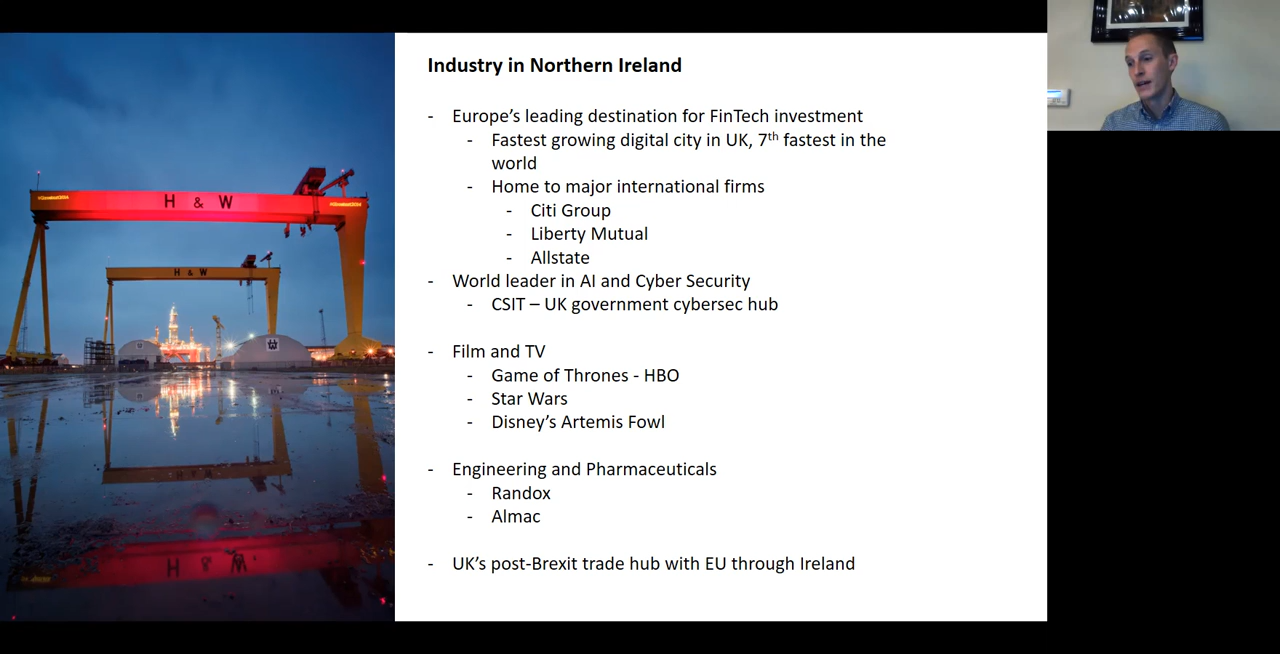 Industry in Northern Ireland
- Europe's leading destination for FinTech investment
- Fastest growing digital city in UK, 7th fastest in the
world
- Home to major international firms
- Citi Group
- Liberty Mutual
- Allstate
- World leader in AI and Cyber Security
- CSIT – UK government cybersec hub
- Film and TV
- Game of Thrones - HBO
- Star Wars
- Disney's Artemis Fowl
- Engineering and Pharmaceuticals
- Randox
- Almac
- UK's post-Brexit trade hub with EU through Ireland
H & W
H & W